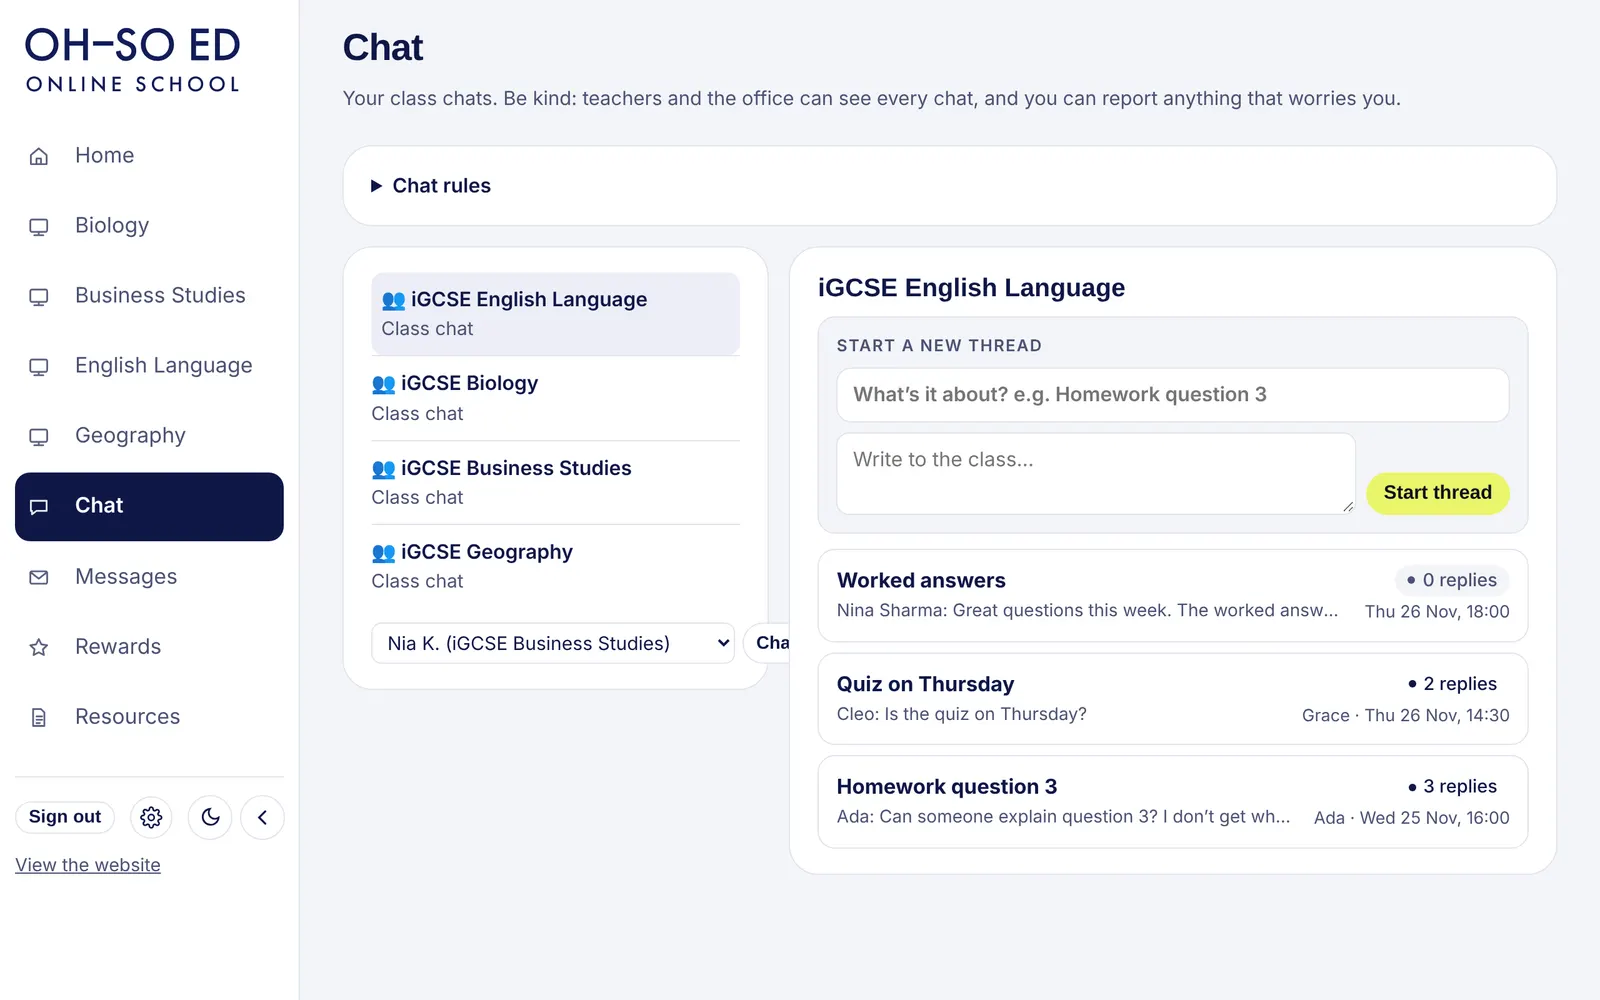 OH-SO ED
ONLINE SCHOOL
Home
Biology
Business Studies
English Language
Geography
Chat
Messages
Rewards
Resources
Sign out
View the website
Chat
Your class chats. Be kind: teachers and the office can see every chat, and you can report anything that worries you.
Chat rules
iGCSE English Language
Class chat
iGCSE Biology
Class chat
iGCSE Business Studies
Class chat
iGCSE Geography
Class chat
Nia K. (iGCSE Business Studies)
Cha
iGCSE English Language
START A NEW THREAD
What’s it about? e.g. Homework question 3
Write to the class...
Start thread
Worked answers
• 0 replies
Nina Sharma: Great questions this week. The worked answ...
Thu 26 Nov, 18:00
Quiz on Thursday
• 2 replies
Cleo: Is the quiz on Thursday?
Grace · Thu 26 Nov, 14:30
Homework question 3
• 3 replies
Ada: Can someone explain question 3? I don’t get wh...
Ada · Wed 25 Nov, 16:00